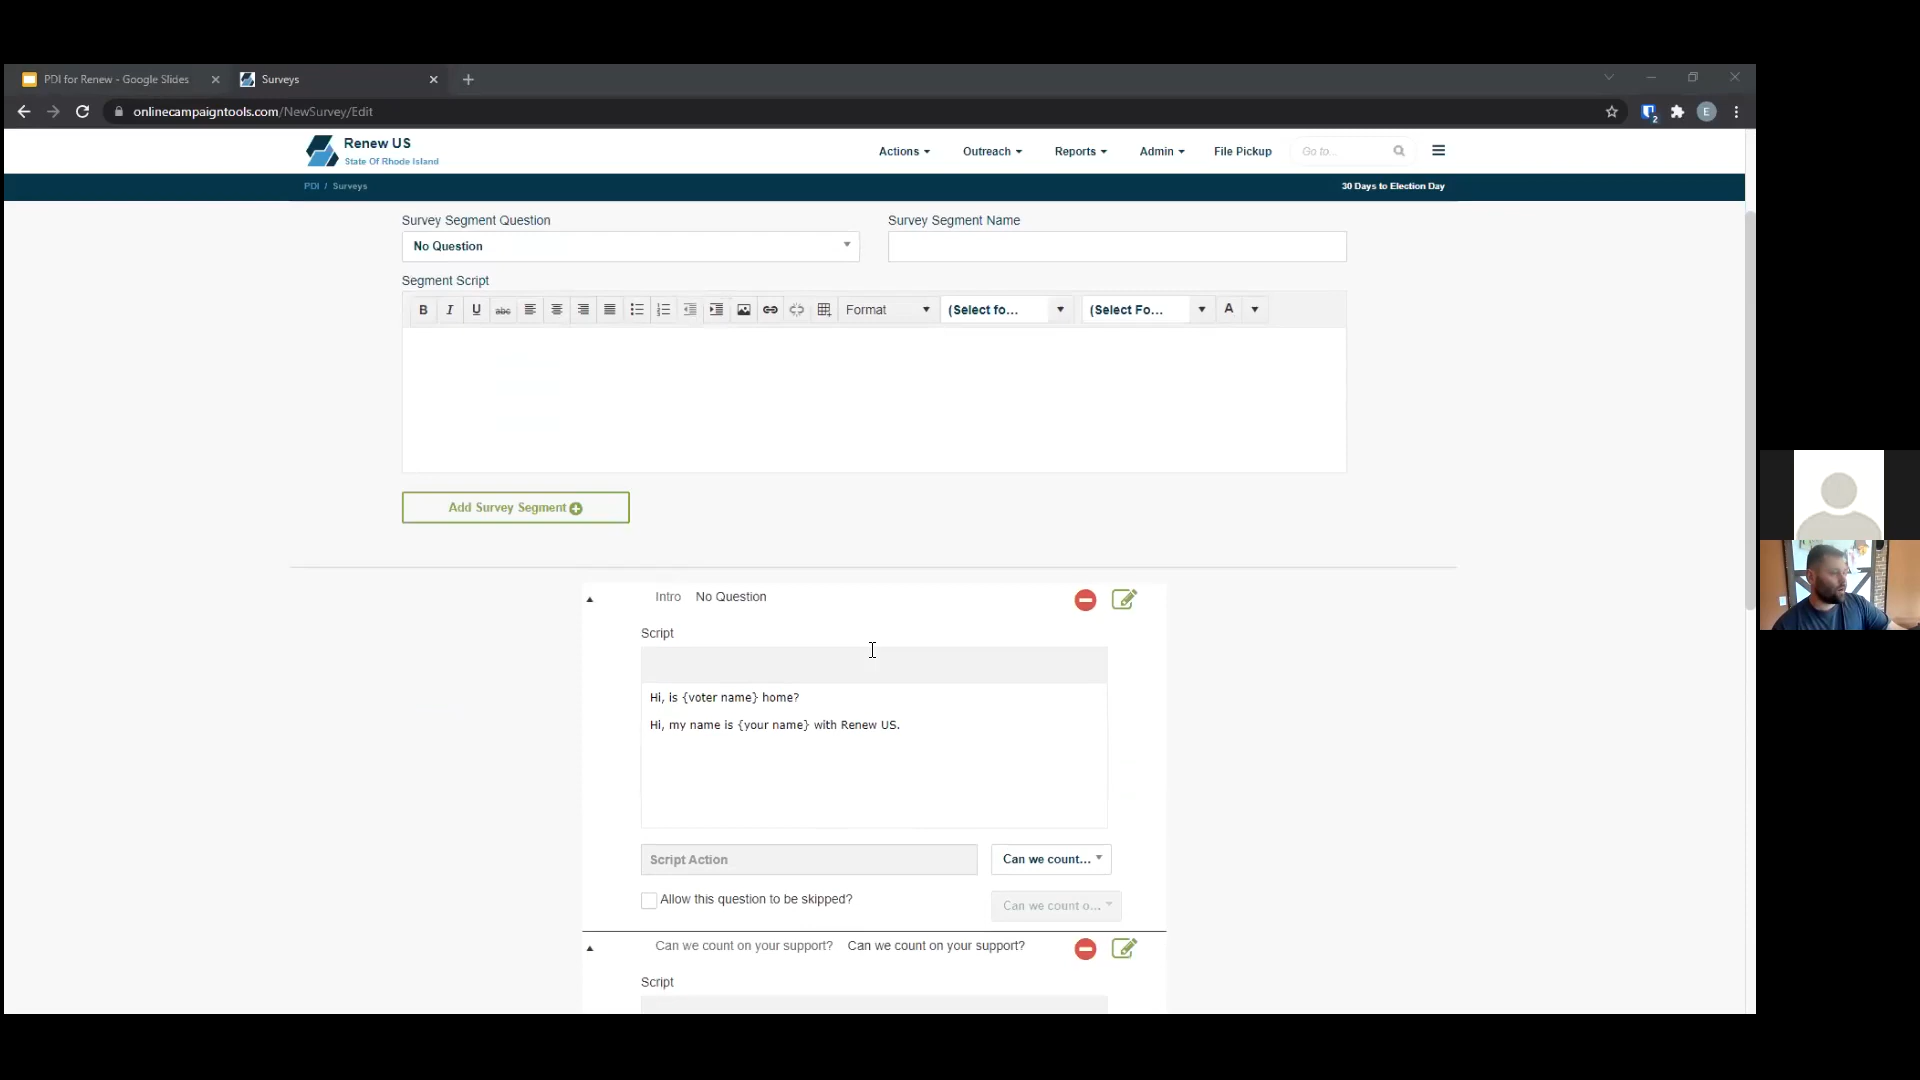 PDI for Renew - Google Slides
Surveys
onlinecampaigntools.com/NewSurvey/Edit
2
E
Renew US
State Of Rhode Island
Actions
Outreach
Reports
Admin
File Pickup
Go to...
PDI / Surveys
30 Days to Election Day
Survey Segment Question
Survey Segment Name
No Question
Segment Script
B I U abc
Format
(Select fo...
(Select Fo...
A
Add Survey Segment
Intro No Question
Script
Hi, is {voter name} home?
Hi, my name is {your name} with Renew US.
Script Action
Can we count...
Allow this question to be skipped?
Can we count o...
Can we count on your support? Can we count on your support?
Script